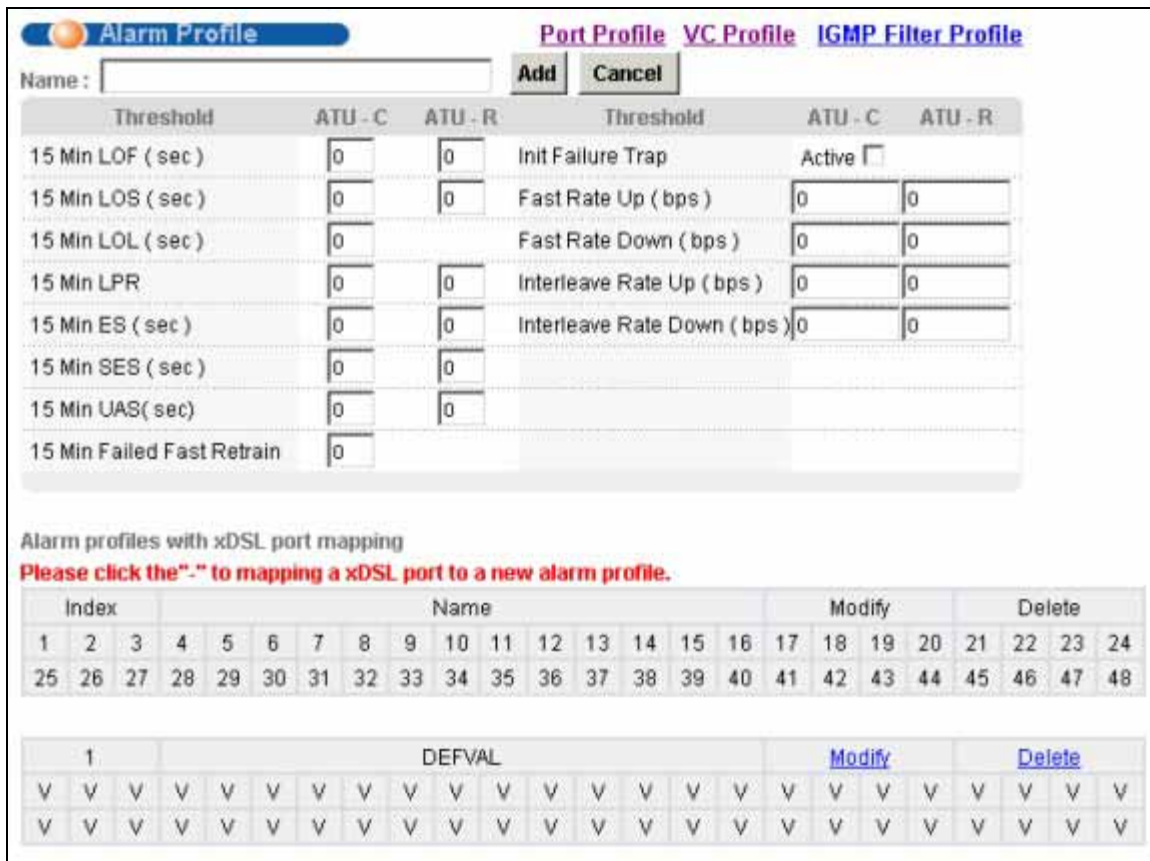 Alarm Profile Port Profile VC Profile IGMP Filter Profile
Name : Add Cancel
Threshold ATU - C ATU - R Threshold ATU - C ATU - R
15 Min LOF ( sec ) 0 0 Init Failure Trap Active
15 Min LOS ( sec ) 0 0 Fast Rate Up ( bps ) 0 0
15 Min LOL ( sec ) 0 Fast Rate Down ( bps ) 0 0
15 Min LPR 0 0 Interleave Rate Up ( bps ) 0 0
15 Min ES ( sec ) 0 0 Interleave Rate Down ( bps ) 0 0
15 Min SES ( sec ) 0 0
15 Min UAS( sec) 0 0
15 Min Failed Fast Retrain 0
Alarm profiles with xDSL port mapping
Please click the"-" to mapping a xDSL port to a new alarm profile.
Index Name Modify Delete
1 2 3 4 5 6 7 8 9 10 11 12 13 14 15 16 17 18 19 20 21 22 23 24
25 26 27 28 29 30 31 32 33 34 35 36 37 38 39 40 41 42 43 44 45 46 47 48
1 DEFVAL Modify Delete
V V V V V V V V V V V V V V V V V V V V V V V V
V V V V V V V V V V V V V V V V V V V V V V V V